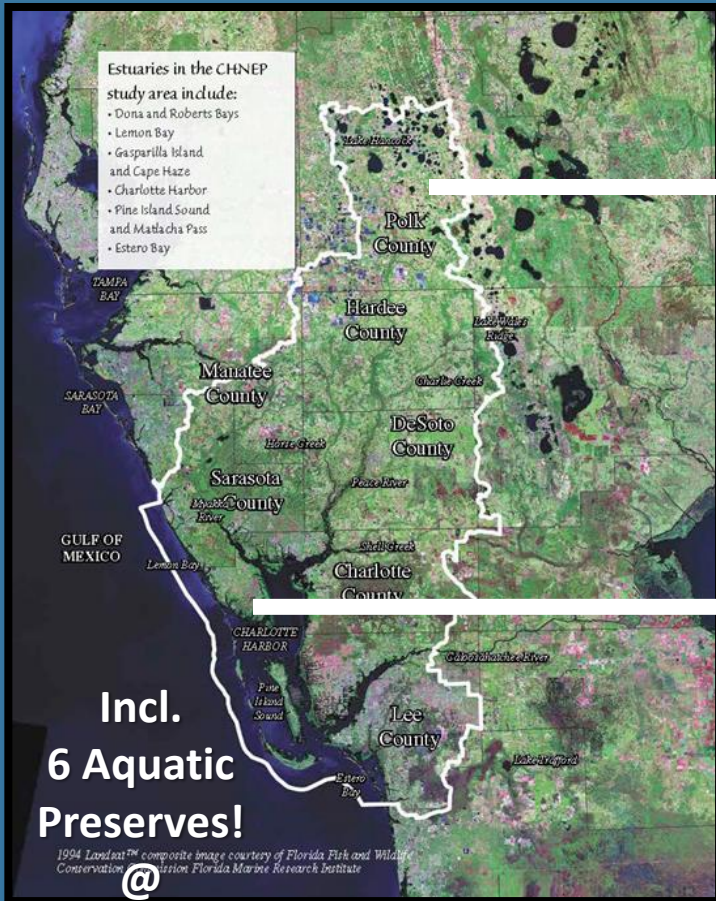 Estuaries in the CHNEP
study area include:
• Dona and Roberts Bays
• Lemon Bay
• Gasparilla Island
and Cape Haze
• Charlotte Harbor
• Pine Island Sound
and Matlacha Pass
• Estero Bay
Lake Hancock
Polk
County
TAMPA
BAY
Hardee
County
Lake Wales
Ridge
Manatee
County
Charlie Creek
SARASOTA
BAY
DeSoto
County
Horse Greek
Sarasota
County
Peace River
Myakka
River
GULF OF
MEXICO
Shell Greek
Lemon Bay
Charlotte
County
CHARLOTTE
HARBOR
Caloosahatchee River
Pine
Island
Sound
Lee
County
Lake Trafford
Estero
Bay
Incl.
6 Aquatic
Preserves!
@
1994 Landsat™ composite image courtesy of Florida Fish and Wildlife
Conservation Commission Florida Marine Research Institute